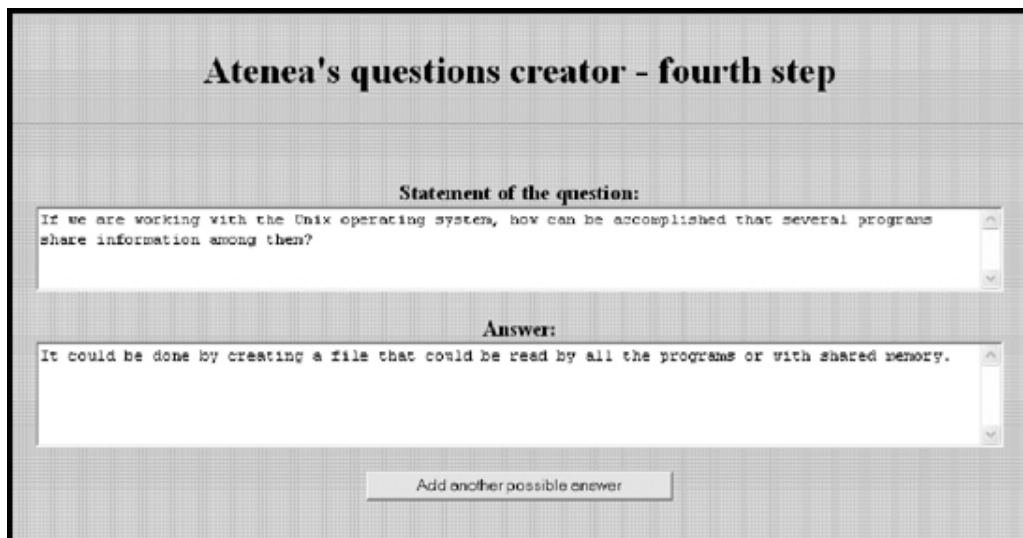 Atenea's questions creator - fourth step
Statement of the question:
If we are working with the Unix operating system, how can be accomplished that several programs
share information among them?
Answer:
It could be done by creating a file that could be read by all the programs or with shared memory.
Add another possible answer